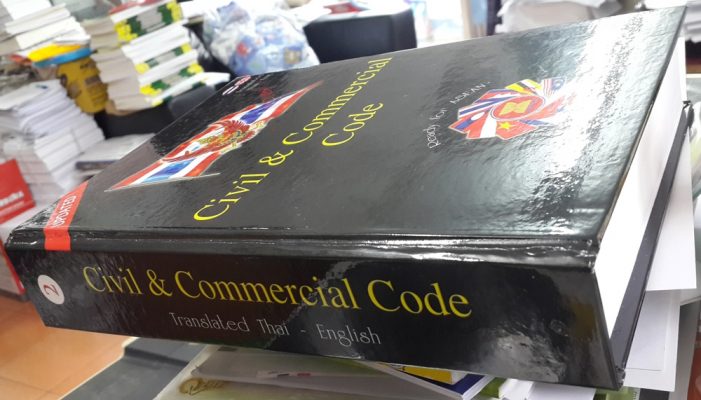 UPDATED
Civil & Commercial
Code
Ready for ASEAN
2
Civil & Commercial Code
Translated Thai - English